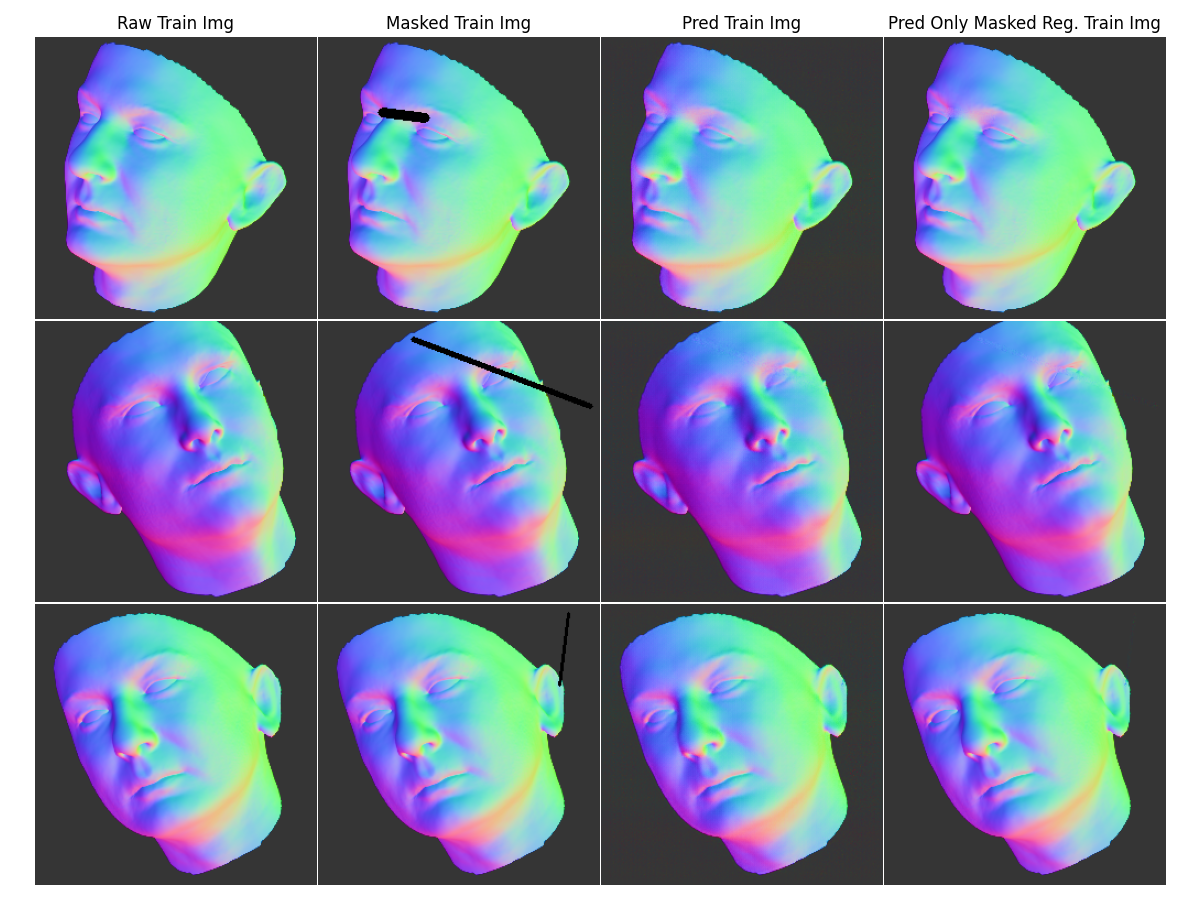 Raw Train Img
Masked Train Img
Pred Train Img
Pred Only Masked Reg. Train Img